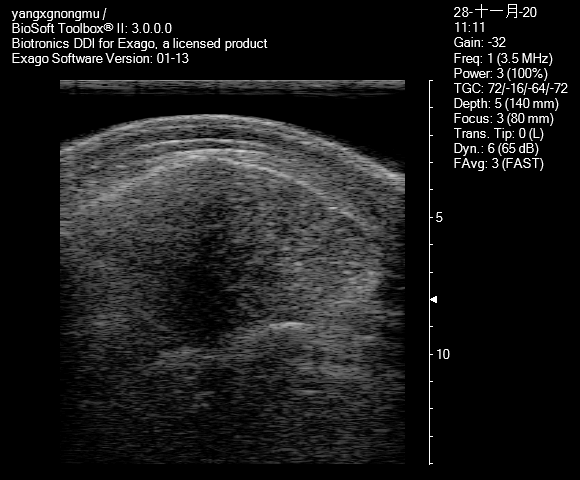 yangxgnongmu /
BioSoft Toolbox® II: 3.0.0.0
Biotronics DDI for Exago, a licensed product
Exago Software Version: 01-13
28-十一月-20
11:11
Gain: -32
Freq: 1 (3.5 MHz)
Power: 3 (100%)
TGC: 72/-16/-64/-72
Depth: 5 (140 mm)
Focus: 3 (80 mm)
Trans. Tip: 0 (L)
Dyn.: 6 (65 dB)
FAvg: 3 (FAST)
5
10